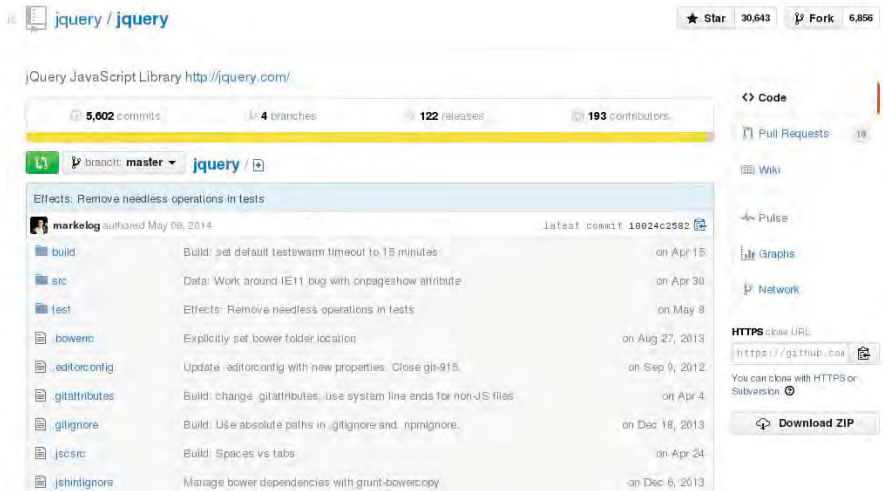 jquery / jquery
Star 30,643 Fork 6,856
jQuery JavaScript Library http://jquery.com/
5,602 commits 4 branches 122 releases 193 contributors
branch: master jquery /
Effects: Remove needless operations in tests
markelog authored May 09, 2014 latest commit 10024c2582
build Build: set default testswarm timeout to 15 minutes on Apr 15
src Data: Work around IE11 bug with onpageshow attribute on Apr 30
test Effects: Remove needless operations in tests on May 8
.bowerrc Explicitly set bower folder location on Aug 27, 2013
.editorconfig Update .editorconfig with new properties. Close gh-915. on Sep 9, 2012
.gitattributes Build: change .gitattributes, use system line ends for non-JS files on Apr 4
.gitignore Build: Use absolute paths in .gitignore and .npmignore. on Dec 18, 2013
.jscsrc Build: Spaces vs tabs on Apr 24
.jshintignore Manage bower dependencies with grunt-bowercopy on Dec 6, 2013
Code
Pull Requests 18
Wiki
Pulse
Graphs
Network
HTTPS clone URL
https://github.com
You can clone with HTTPS or
Subversion.
Download ZIP